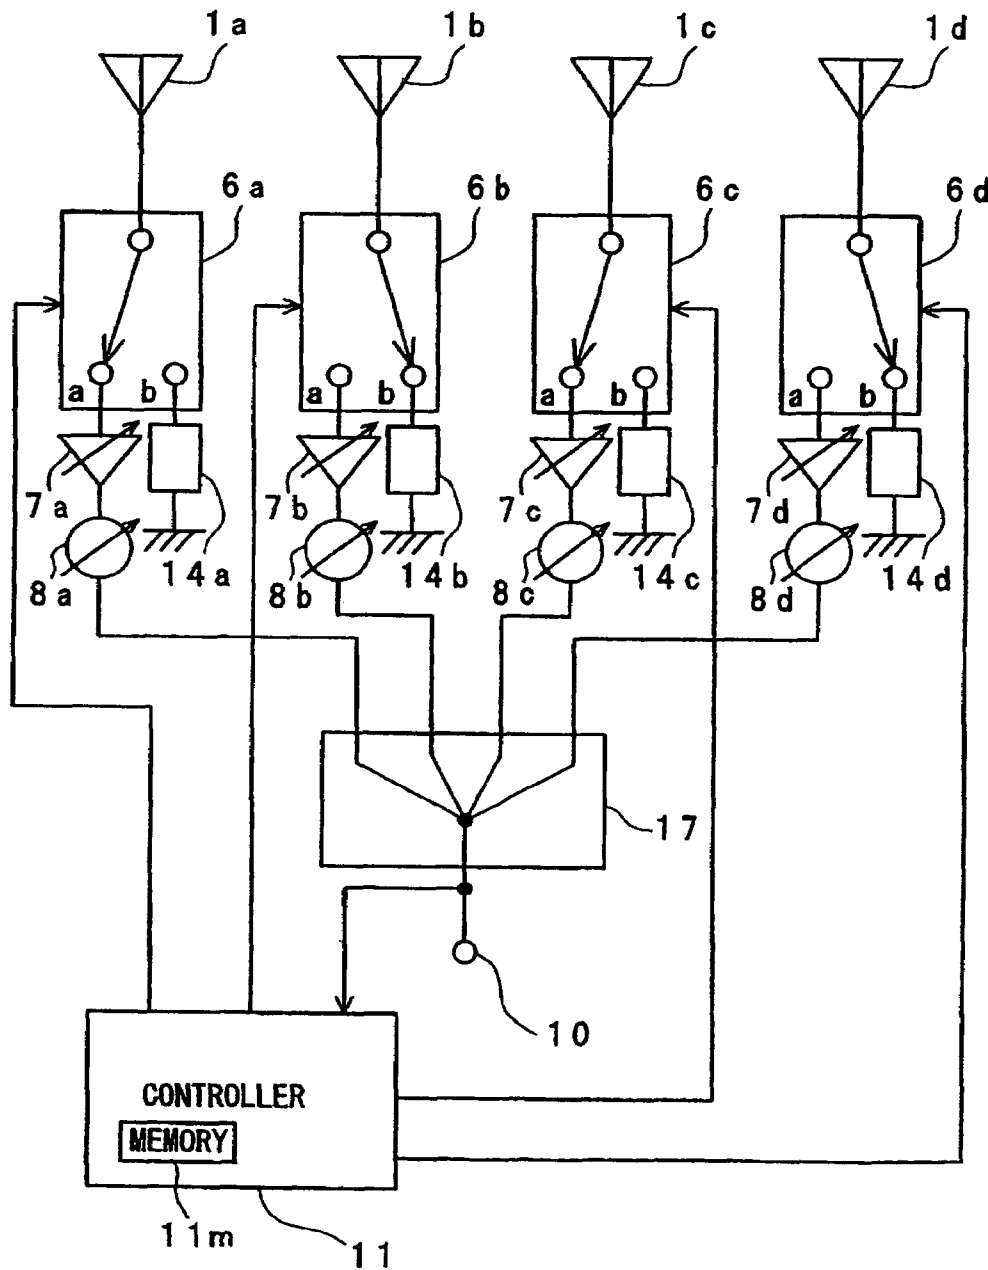 1a 1b 1c 1d
6a 6b 6c 6d
a b a b a b a b
7a 7b 7c 7d
14a 14b 14c 14d
8a 8b 8c 8d
17
10
CONTROLLER
MEMORY
11m
11